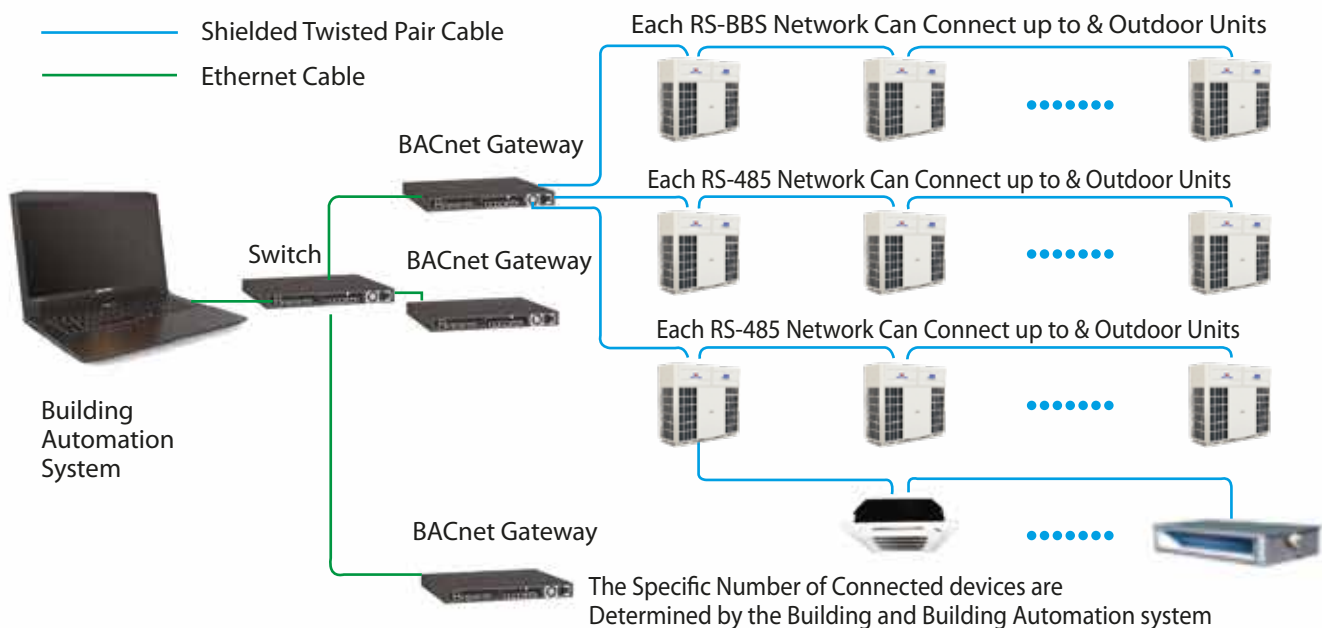 Shielded Twisted Pair Cable
Ethernet Cable
Each RS-BBS Network Can Connect up to & Outdoor Units
BACnet Gateway
Each RS-485 Network Can Connect up to & Outdoor Units
Switch
BACnet Gateway
Each RS-485 Network Can Connect up to & Outdoor Units
Building
Automation
System
BACnet Gateway
The Specific Number of Connected devices are
Determined by the Building and Building Automation system